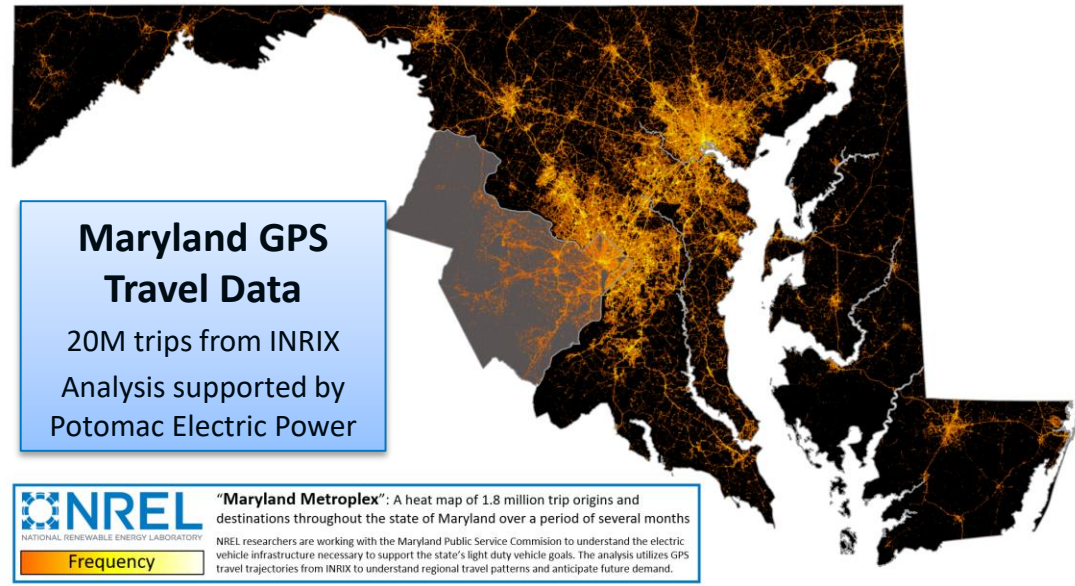 Maryland GPS
Travel Data
20M trips from INRIX
Analysis supported by
Potomac Electric Power
NREL
NATIONAL RENEWABLE ENERGY LABORATORY
Frequency
“Maryland Metroplex”: A heat map of 1.8 million trip origins and
destinations throughout the state of Maryland over a period of several months
NREL researchers are working with the Maryland Public Service Commision to understand the electric
vehicle infrastructure necessary to support the state's light duty vehicle goals. The analysis utilizes GPS
travel trajectories from INRIX to understand regional travel patterns and anticipate future demand.